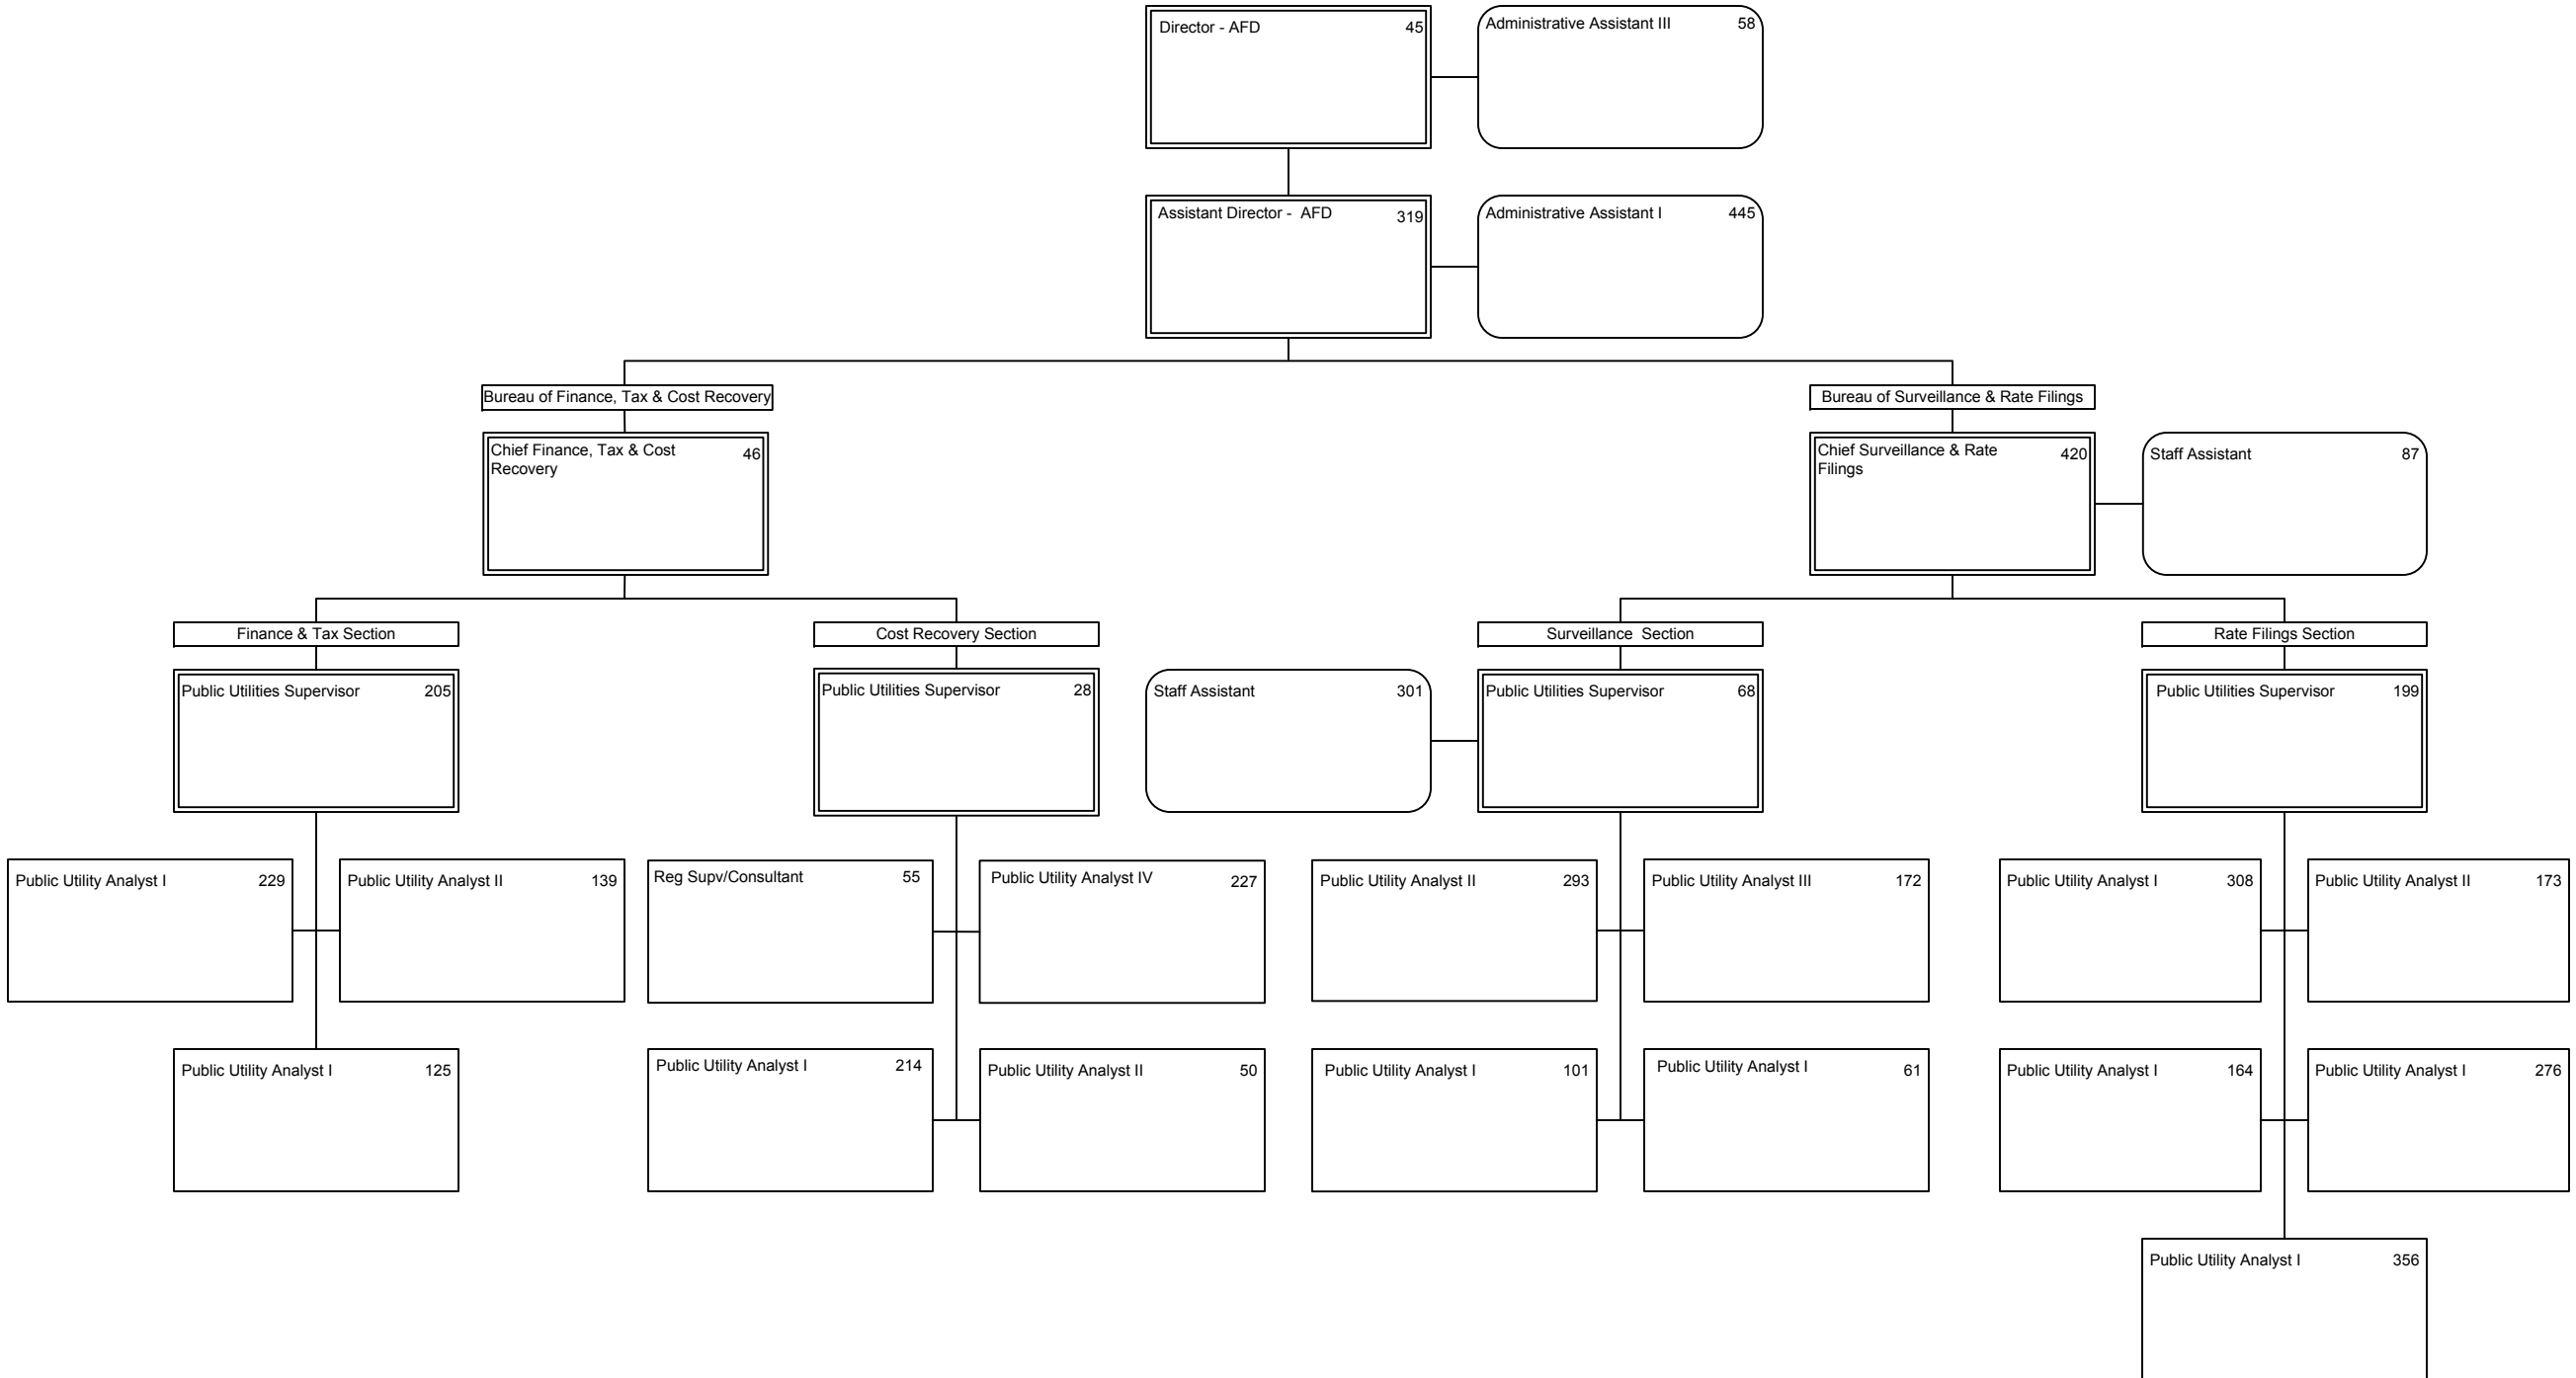 Director - AFD 45
Administrative Assistant III 58
Assistant Director - AFD 319
Administrative Assistant I 445
Bureau of Finance, Tax & Cost Recovery
Bureau of Surveillance & Rate Filings
Chief Finance, Tax & Cost 46
Recovery
Chief Surveillance & Rate 420
Filings
Staff Assistant 87
Finance & Tax Section
Cost Recovery Section
Surveillance Section
Rate Filings Section
Public Utilities Supervisor 205
Public Utilities Supervisor 28
Staff Assistant 301
Public Utilities Supervisor 68
Public Utilities Supervisor 199
Public Utility Analyst I 229
Public Utility Analyst II 139
Reg Supv/Consultant 55
Public Utility Analyst IV 227
Public Utility Analyst II 293
Public Utility Analyst III 172
Public Utility Analyst I 308
Public Utility Analyst II 173
Public Utility Analyst I 125
Public Utility Analyst I 214
Public Utility Analyst II 50
Public Utility Analyst I 101
Public Utility Analyst I 61
Public Utility Analyst I 164
Public Utility Analyst I 276
Public Utility Analyst I 356